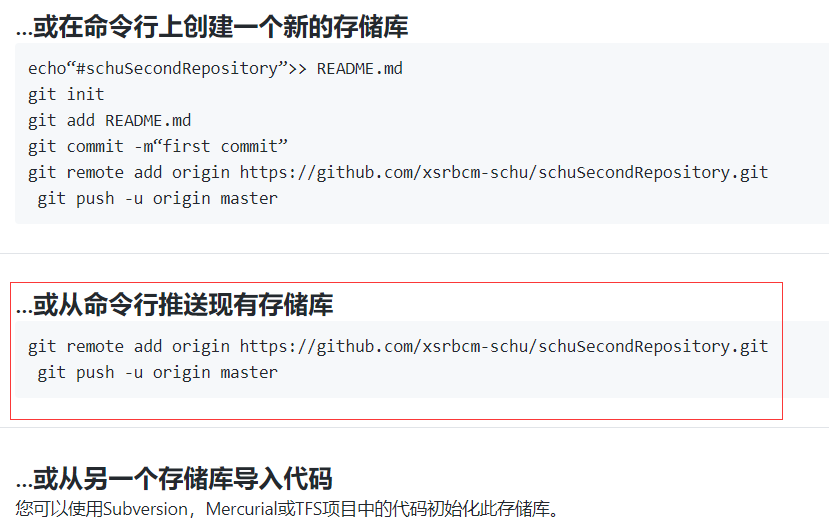 ...或在命令行上创建一个新的存储库
echo“#schuSecondRepository”>> README.md
git init
git add README.md
git commit -m“first commit”
git remote add origin https://github.com/xsrbcm-schu/schuSecondRepository.git
git push -u origin master
...或从命令行推送现有存储库
git remote add origin https://github.com/xsrbcm-schu/schuSecondRepository.git
git push -u origin master
...或从另一个存储库导入代码
您可以使用Subversion，Mercurial或TFS项目中的代码初始化此存储库。